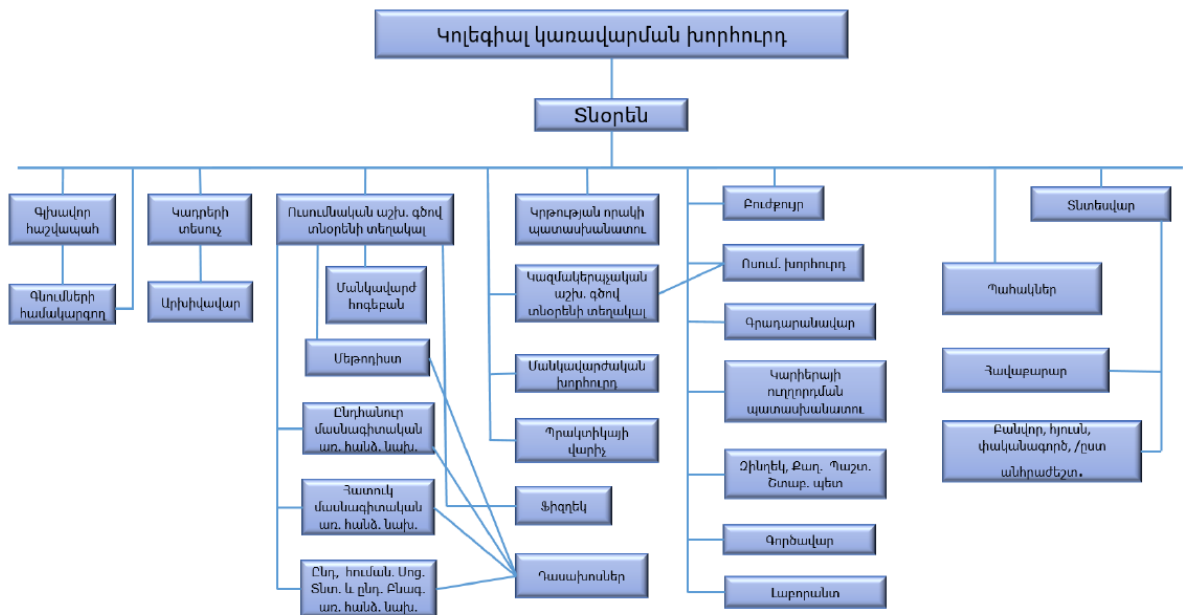 Կոլեգիալ կառավարման խորհուրդ
Տնօրեն
Գլխավոր
հաշվապահ
Գնումների
համակարգող
Կադրերի
տեսուչ
Արխիվավար
Ուսումնական աշխ. գծով
տնօրենի տեղակալ
Մանկավարժ
հոգեբան
Մեթոդիստ
Ընդհանուր
մասնագիտական
առ. հանձ. նախ.
Հատուկ
մասնագիտական
առ. հանձ. նախ.
Ընդ, հուման. Սոց.
Տնտ. և ընդ. Բնագ.
առ. հանձ. նախ.
Կրթության որակի
պատասխանատու
Կազմակերպչական
աշխ. գծով
տնօրենի տեղակալ
Մանկավարժական
խորհուրդ
Պրակտիկայի
վարիչ
Ֆիզղեկ
Դասախոսներ
Բուժքույր
Ուսում. խորհուրդ
Գրադարանավար
Կարիերայի
ուղղորդման
պատասխանատու
Զինղեկ, Քաղ. Պաշտ.
Շտաբ. պետ
Գործավար
Լաբորանտ
Տնտեսվար
Պահակներ
Հավաքարար
Բանվոր, հյուսն,
փականագործ, /ըստ
անհրաժեշտ.